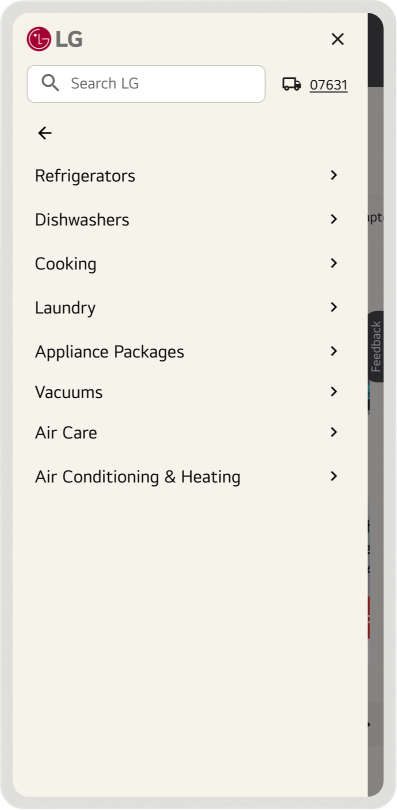 LG
Search LG
07631
Refrigerators
Dishwashers
Cooking
Laundry
Appliance Packages
Vacuums
Air Care
Air Conditioning & Heating
Feedback